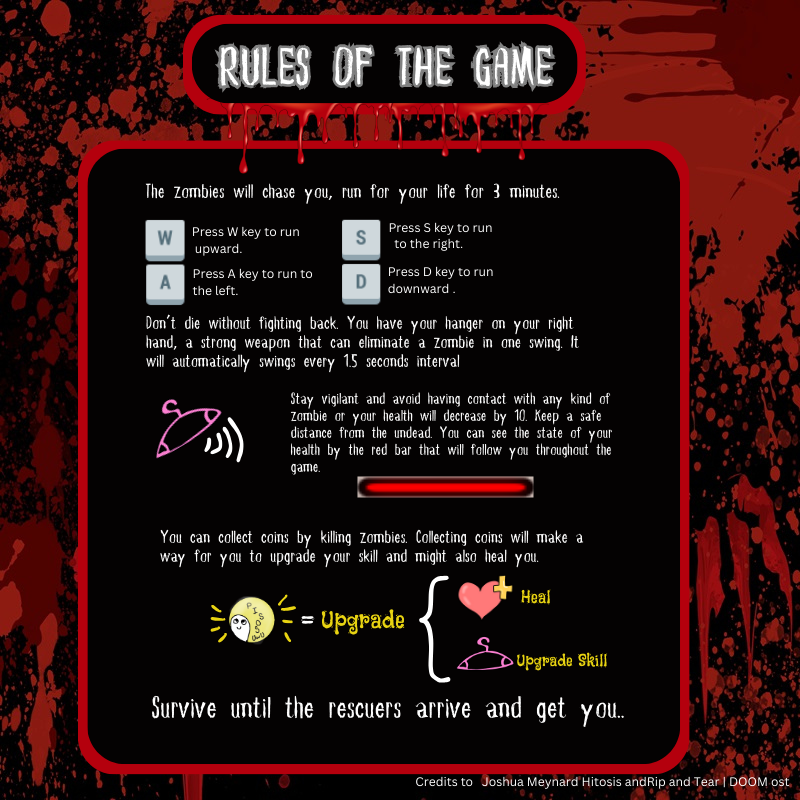 RULES OF THE GAME
The zombies will chase you, run for your life for 3 minutes.
W
Press W key to run
upward.
S
Press S key to run
to the right.
A
Press A key to run to
the left.
D
Press D key to run
downward .
Don't die without fighting back. You have your hanger on your right
hand, a strong weapon that can eliminate a zombie in one swing. It
will automatically swings every 1.5 seconds interval
Stay vigilant and avoid having contact with any kind of
zombie or your health will decrease by 10. Keep a safe
distance from the undead. You can see the state of your
health by the red bar that will follow you throughout the
game.
You can collect coins by killing zombies. Collecting coins will make a
way for you to upgrade your skill and might also heal you.
= Upgrade
Heal
Upgrade Skill
Survive until the rescuers arrive and get you..
Credits to Joshua Meynard Hitosis andRip and Tear | DOOM ost